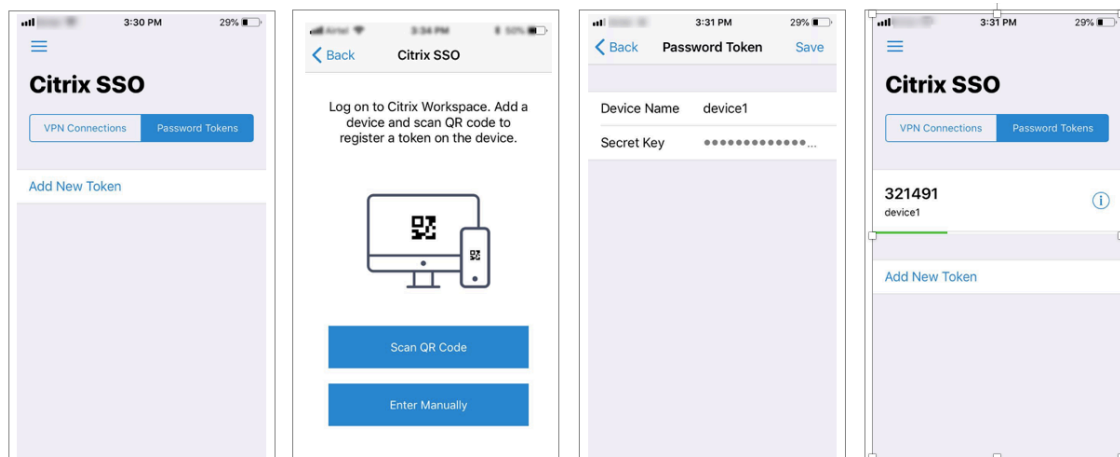 3:30 PM
29%
Citrix SSO
VPN Connections
Password Tokens
Add New Token
3:34 PM
50%
Back
Citrix SSO
Log on to Citrix Workspace. Add a
device and scan QR code to
register a token on the device.
Scan QR Code
Enter Manually
3:31 PM
29%
Back
Password Token
Save
Device Name
device1
Secret Key
●●●●●●●●●●●●●...
3:31 PM
29%
Citrix SSO
VPN Connections
Password Tokens
321491
device1
Add New Token